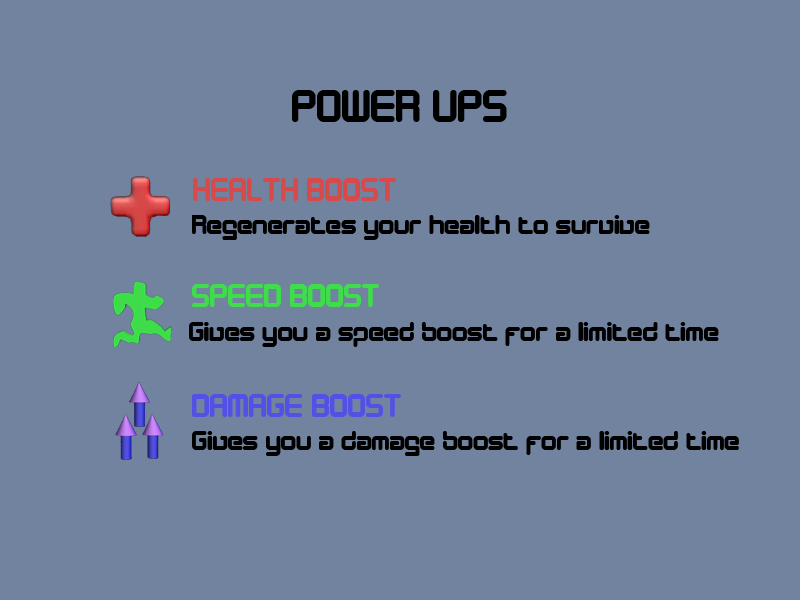 POWER UPS
HEALTH BOOST
Regenerates your health to survive
SPEED BOOST
Gives you a speed boost for a limited time
DAMAGE BOOST
Gives you a damage boost for a limited time